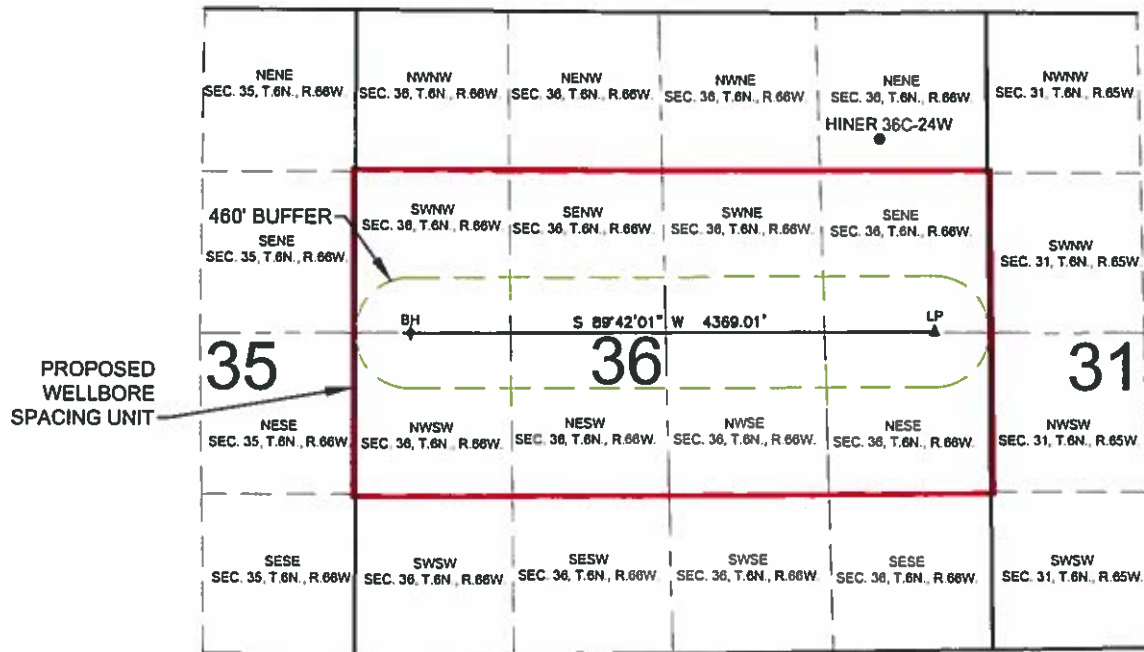 NENE
SEC. 35, T.6N., R.66W.
NWNW
SEC. 36, T.6N., R.66W.
NENW
SEC. 36, T.6N., R.66W.
NWNE
SEC. 36, T.6N., R.66W.
NENE
SEC. 36, T.6N., R.66W.
NWNW
SEC. 31, T.6N., R.65W.
HINER 36C-24W
460' BUFFER
SENE
SEC. 35, T.6N., R.66W.
SWNW
SEC. 36, T.6N., R.66W.
SENW
SEC. 36, T.6N., R.66W.
SWNE
SEC. 36, T.6N., R.66W.
SENE
SEC. 36, T.6N., R.66W.
SWNW
SEC. 31, T.6N., R.65W.
BH
S 89°42'01" W 4369.01'
LP
35
36
31
PROPOSED
WELLBORE
SPACING UNIT
NESE
SEC. 35, T.6N., R.66W.
NWSW
SEC. 36, T.6N., R.66W.
NESW
SEC. 36, T.6N., R.66W.
NWSE
SEC. 36, T.6N., R.66W.
NESE
SEC. 36, T.6N., R.66W.
NWSW
SEC. 31, T.6N., R.65W.
SESE
SEC. 35, T.6N., R.66W.
SWSW
SEC. 36, T.6N., R.66W.
SESW
SEC. 36, T.6N., R.66W.
SWSE
SEC. 36, T.6N., R.66W.
SESE
SEC. 36, T.6N., R.66W.
SWSW
SEC. 31, T.6N., R.65W.